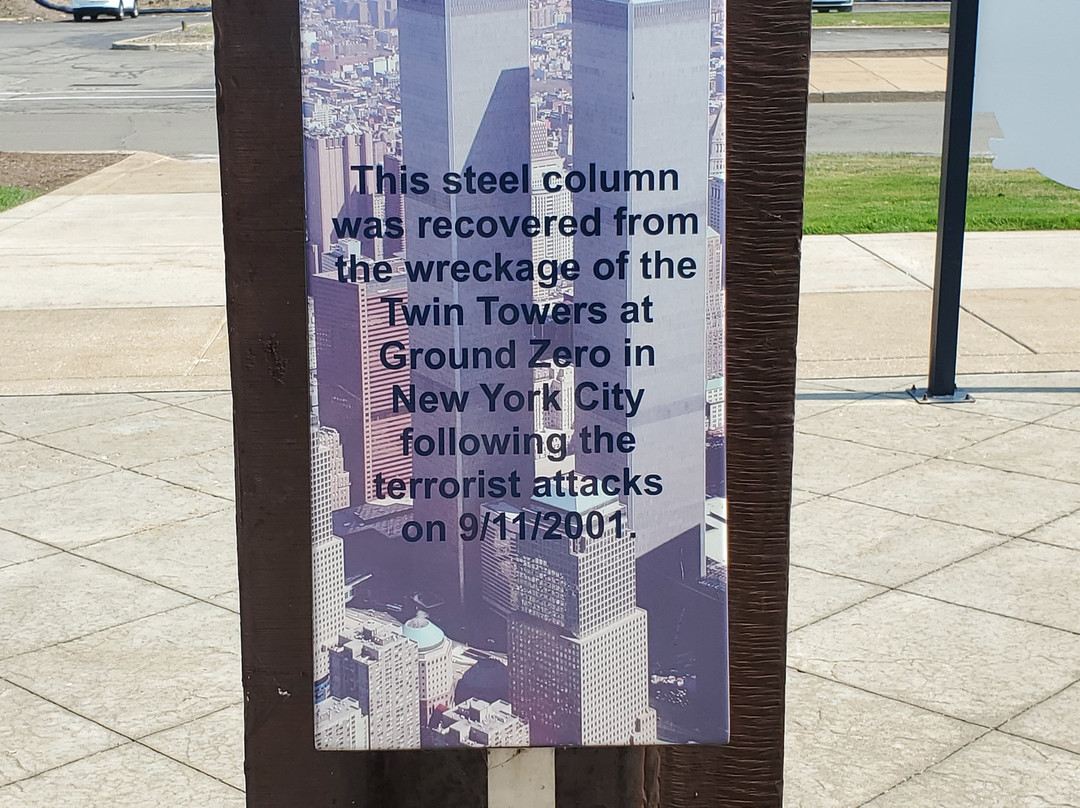 This steel column
was recovered from
the wreckage of the
Twin Towers at
Ground Zero in
New York City
following the
terrorist attacks
on 9/11/2001.